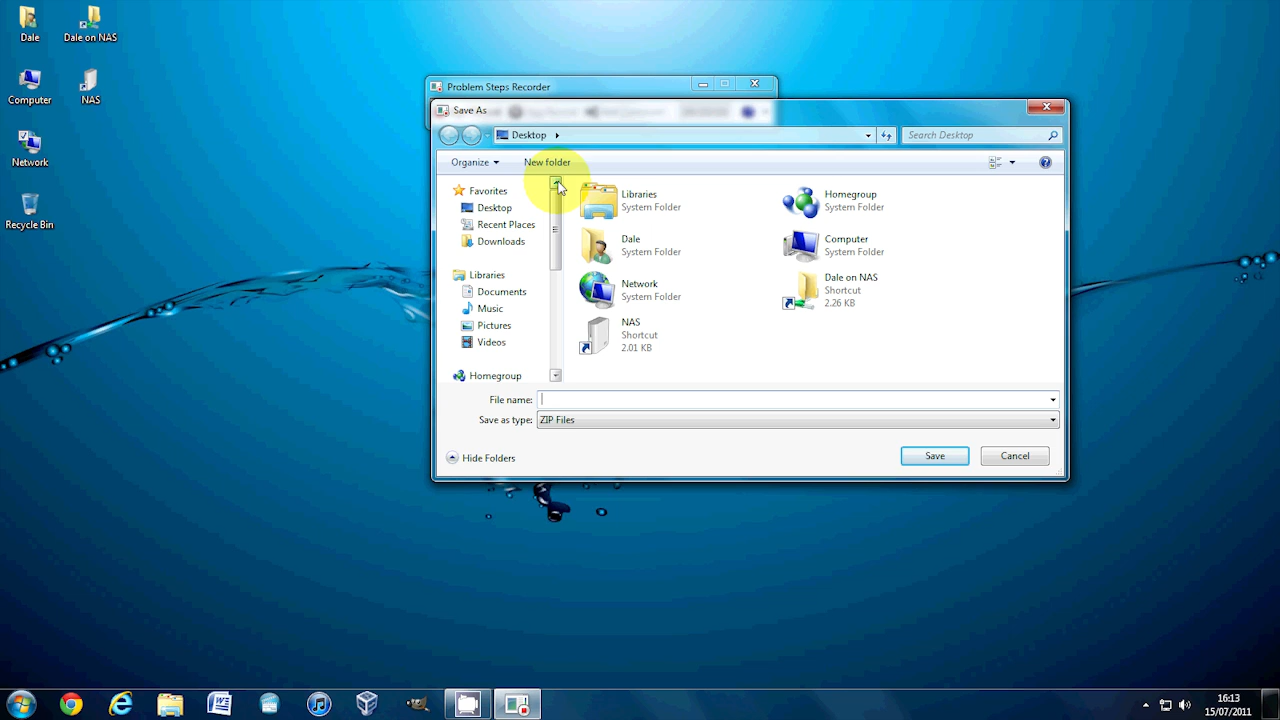 Dale
Dale on NAS
Computer
NAS
Network
Recycle Bin
Problem Steps Recorder
Save As
Desktop
Search Desktop
Organize
New folder
Favorites
Desktop
Recent Places
Downloads
Libraries
Documents
Music
Pictures
Videos
Homegroup
Libraries
System Folder
Homegroup
System Folder
Dale
System Folder
Computer
System Folder
Network
System Folder
Dale on NAS
Shortcut
2.26 KB
NAS
Shortcut
2.01 KB
File name:
Save as type:
ZIP Files
Hide Folders
Save
Cancel
16:13
15/07/2011